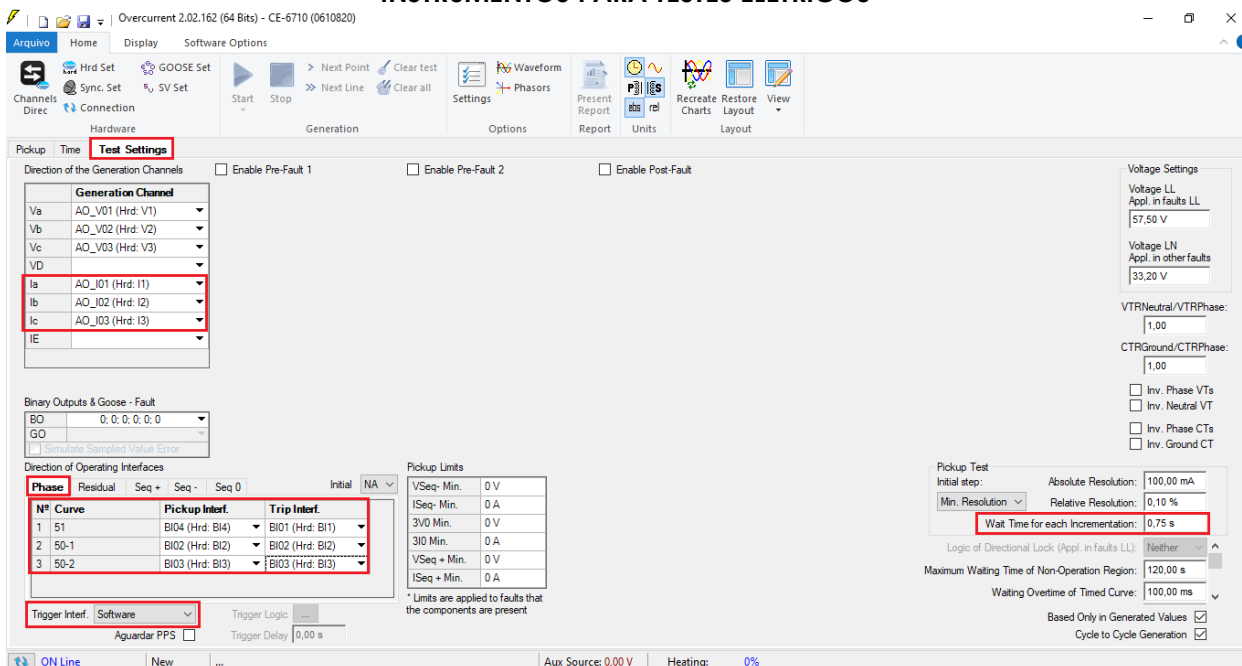 INSTRUMENTOS PARA TESTES ELÉTRICOS
Overcurrent 2.02.162 (64 Bits) - CE-6710 (0610820)
Arquivo Home Display Software Options
Channels Direc
Hrd Set
Sync. Set
Connection
GOOSE Set
SV Set
Hardware
Start Stop
Next Point
Next Line
Clear test
Clear all
Generation
Settings
Waveform
Phasors
Options
Present Report
Report
abs rel
Units
Recreate Charts
Restore Layout
View
Layout
Pickup Time Test Settings
Direction of the Generation Channels
Enable Pre-Fault 1
Enable Pre-Fault 2
Enable Post-Fault
Generation Channel
Va AO_V01 (Hrd: V1)
Vb AO_V02 (Hrd: V2)
Vc AO_V03 (Hrd: V3)
VD
Ia AO_I01 (Hrd: I1)
Ib AO_I02 (Hrd: I2)
Ic AO_I03 (Hrd: I3)
IE
Binary Outputs & Goose - Fault
BO 0; 0; 0; 0; 0; 0
GO
Simulate Sampled Value Error
Direction of Operating Interfaces
Phase Residual Seq + Seq - Seq 0 Initial NA
Nº Curve Pickup Interf. Trip Interf.
1 51 BI04 (Hrd: BI4) BI01 (Hrd: BI1)
2 50-1 BI02 (Hrd: BI2) BI02 (Hrd: BI2)
3 50-2 BI03 (Hrd: BI3) BI03 (Hrd: BI3)
Trigger Interf. Software
Trigger Logic ...
Aguardar PPS
Trigger Delay 0,00 s
Pickup Limits
VSeq- Min. 0 V
ISeq- Min. 0 A
3V0 Min. 0 V
3I0 Min. 0 A
VSeq + Min. 0 V
ISeq + Min. 0 A
* Limits are applied to faults that
the components are present
Voltage Settings
Voltage LL
Appl. in faults LL
57,50 V
Voltage LN
Appl. in other faults
33,20 V
VTRNeutral/VTRPhase:
1,00
CTRGround/CTRPhase:
1,00
Inv. Phase VTs
Inv. Neutral VT
Inv. Phase CTs
Inv. Ground CT
Pickup Test
Initial step: Absolute Resolution: 100,00 mA
Min. Resolution Relative Resolution: 0,10 %
Wait Time for each Incrementation: 0,75 s
Logic of Directional Lock (Appl. in faults LL): Neither
Maximum Waiting Time of Non-Operation Region: 120,00 s
Waiting Overtime of Timed Curve: 100,00 ms
Based Only in Generated Values
Cycle to Cycle Generation
ON Line New ... Aux Source: 0,00 V Heating: 0%